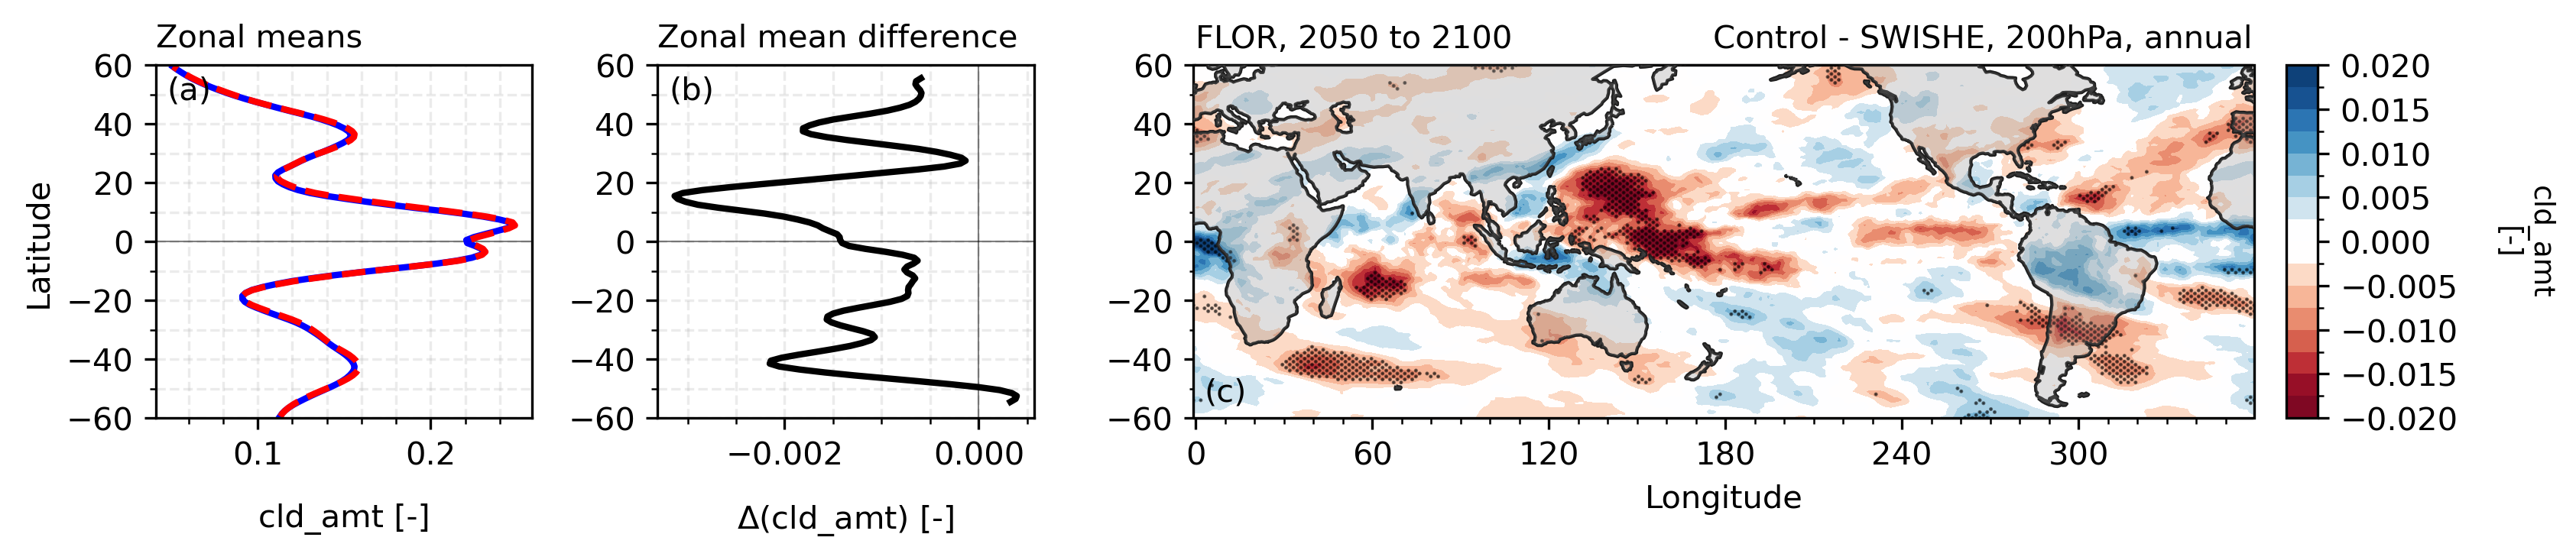 Zonal means
(a)
60
40
20
0
−20
−40
−60
Latitude
0.1 0.2
cld_amt [-]
Zonal mean difference
(b)
60
40
20
0
−20
−40
−60
−0.002 0.000
Δ(cld_amt) [-]
FLOR, 2050 to 2100 Control - SWISHE, 200hPa, annual
60
40
20
0
−20
−40
−60
(c)
0 60 120 180 240 300
Longitude
0.020
0.015
0.010
0.005
0.000
−0.005
−0.010
−0.015
−0.020
cld_amt
[-]